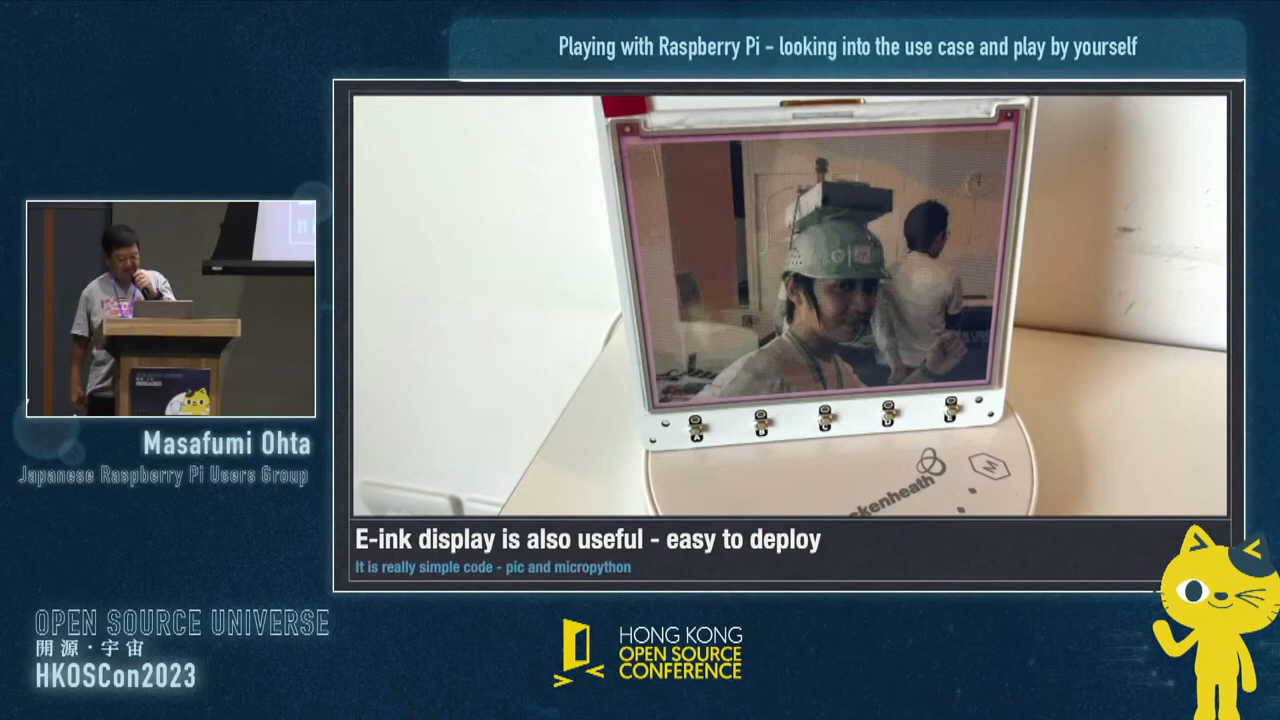 Playing with Raspberry Pi - looking into the use case and play by yourself
A
B
C
D
E
ckenheath
E-ink display is also useful - easy to deploy
It is really simple code - pic and micropython
Masafumi Ohta
Japanese Raspberry Pi Users Group
OPEN SOURCE UNIVERSE
開源・宇宙
HKOSCon2023
HONG KONG
OPEN SOURCE
CONFERENCE